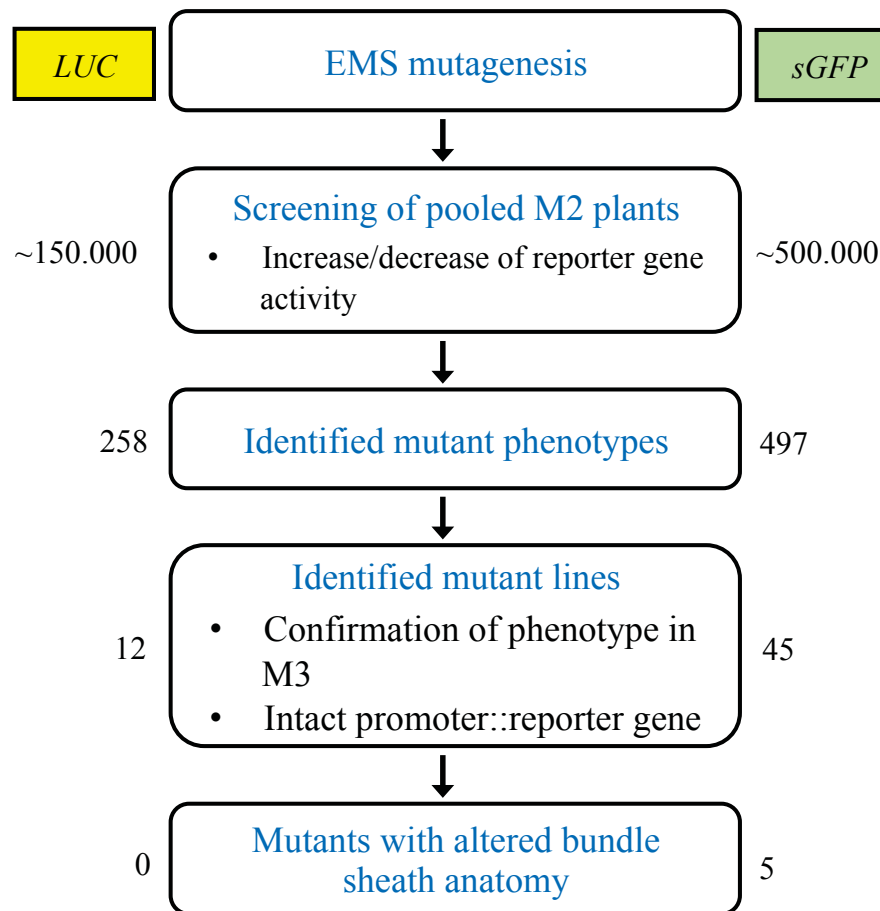 LUC
EMS mutagenesis
sGFP
Screening of pooled M2 plants
• Increase/decrease of reporter gene
activity
~150.000
~500.000
258
Identified mutant phenotypes
497
Identified mutant lines
• Confirmation of phenotype in
M3
• Intact promoter::reporter gene
12
45
Mutants with altered bundle
sheath anatomy
0
5